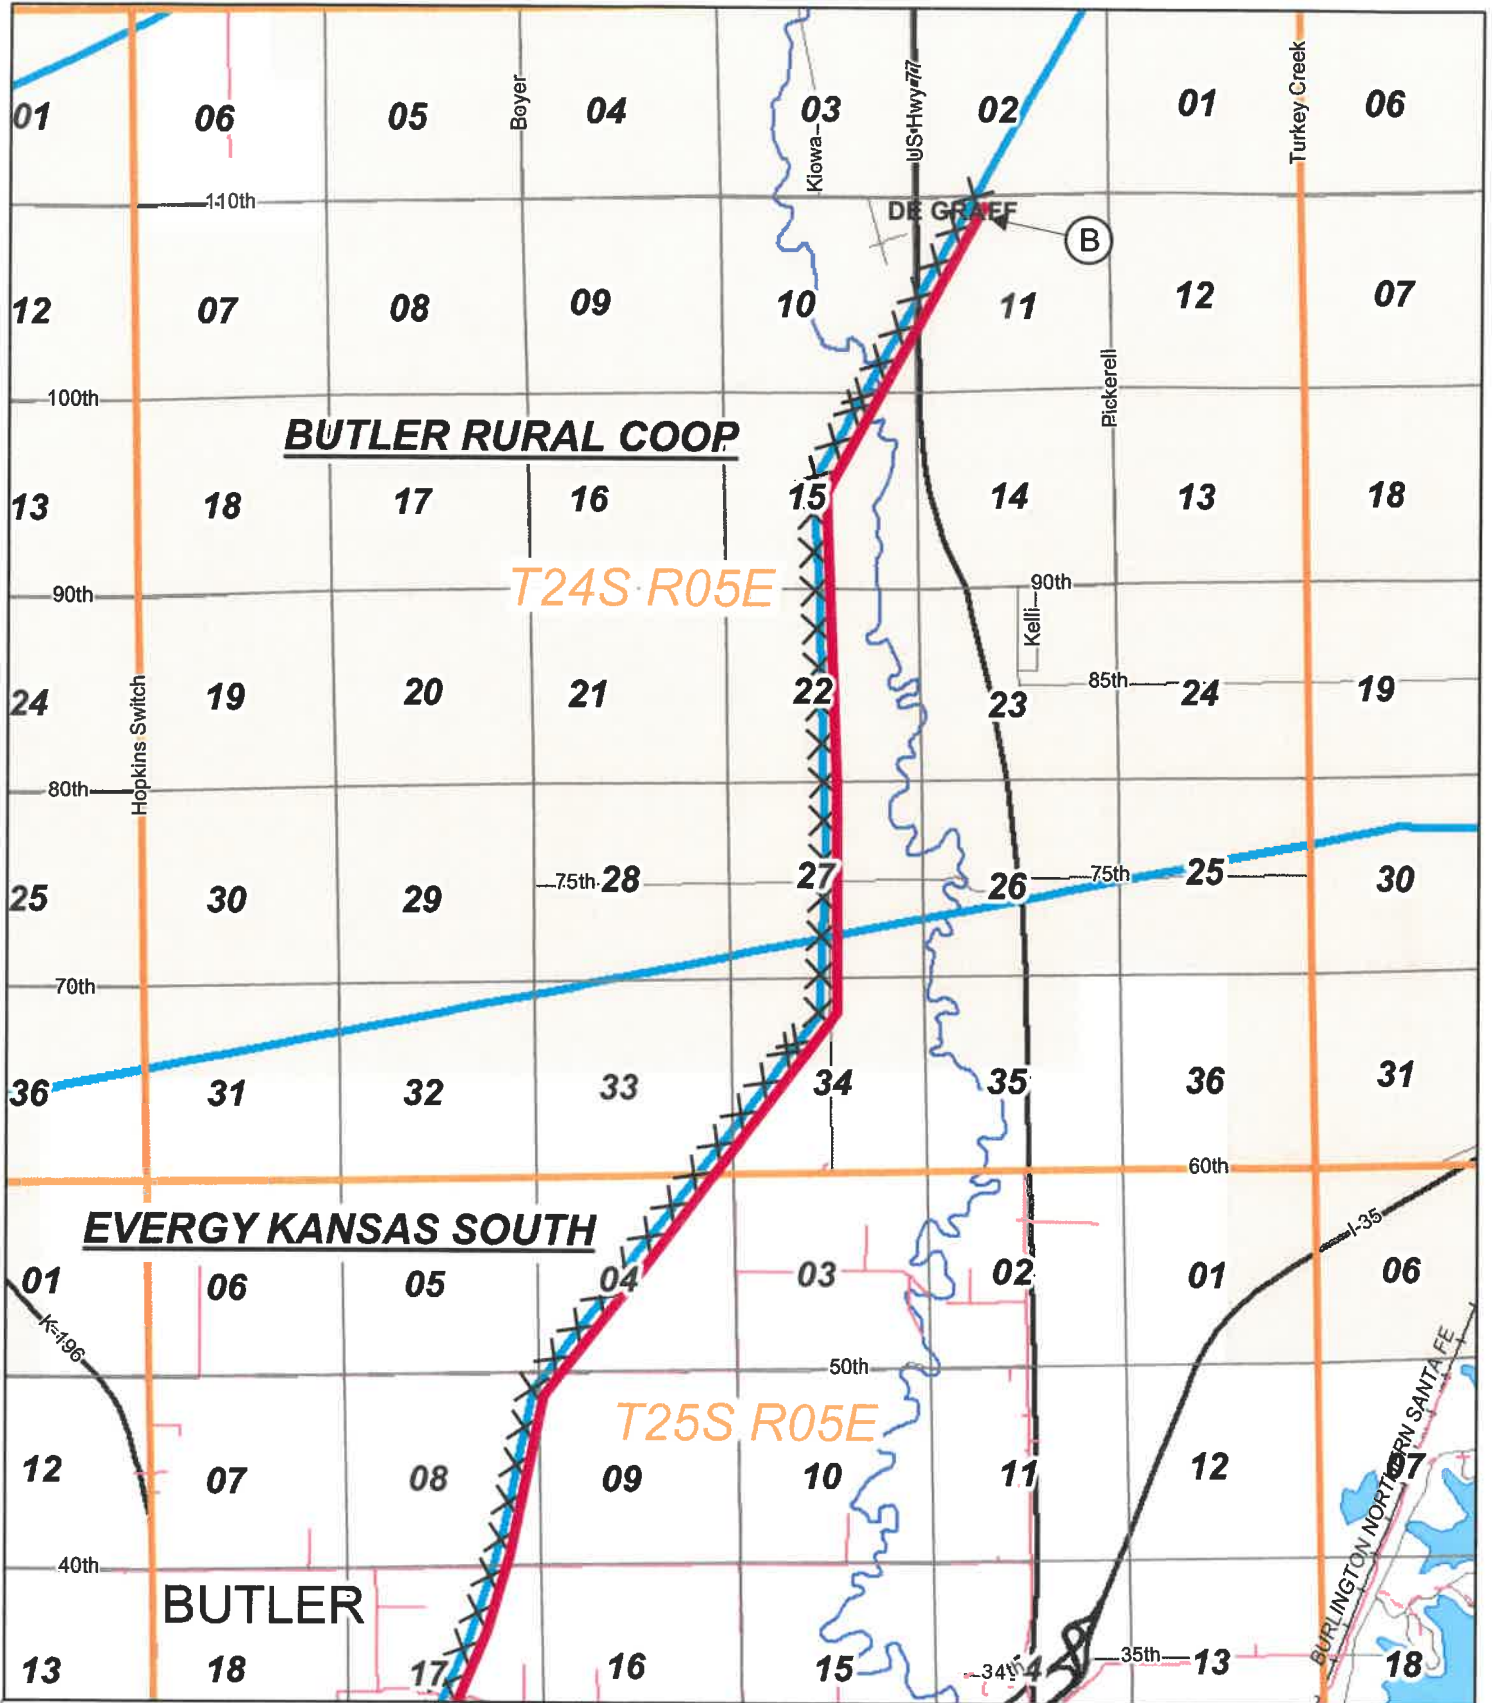 01 06 05 04 03 02 01 06
Boyer
Kiowa
US Hwy 77
Turkey Creek
110th
DE GRAFF
B
12 07 08 09 10 11 12 07
Pickerell
100th
BUTLER RURAL COOP
13 18 17 16 15 14 13 18
T24S R05E
90th
90th
Kelli
85th
24 19 20 21 22 23 24 19
Hopkins Switch
80th
25 30 29 28 27 26 25 30
75th
75th
70th
36 31 32 33 34 35 36 31
60th
EVERGY KANSAS SOUTH
I-35
01 06 05 04 03 02 01 06
K-196
50th
T25S R05E
BURLINGTON NORTHERN SANTA FE
12 07 08 09 10 11 12 07
40th
BUTLER
34th
35th
13 18 17 16 15 13 18